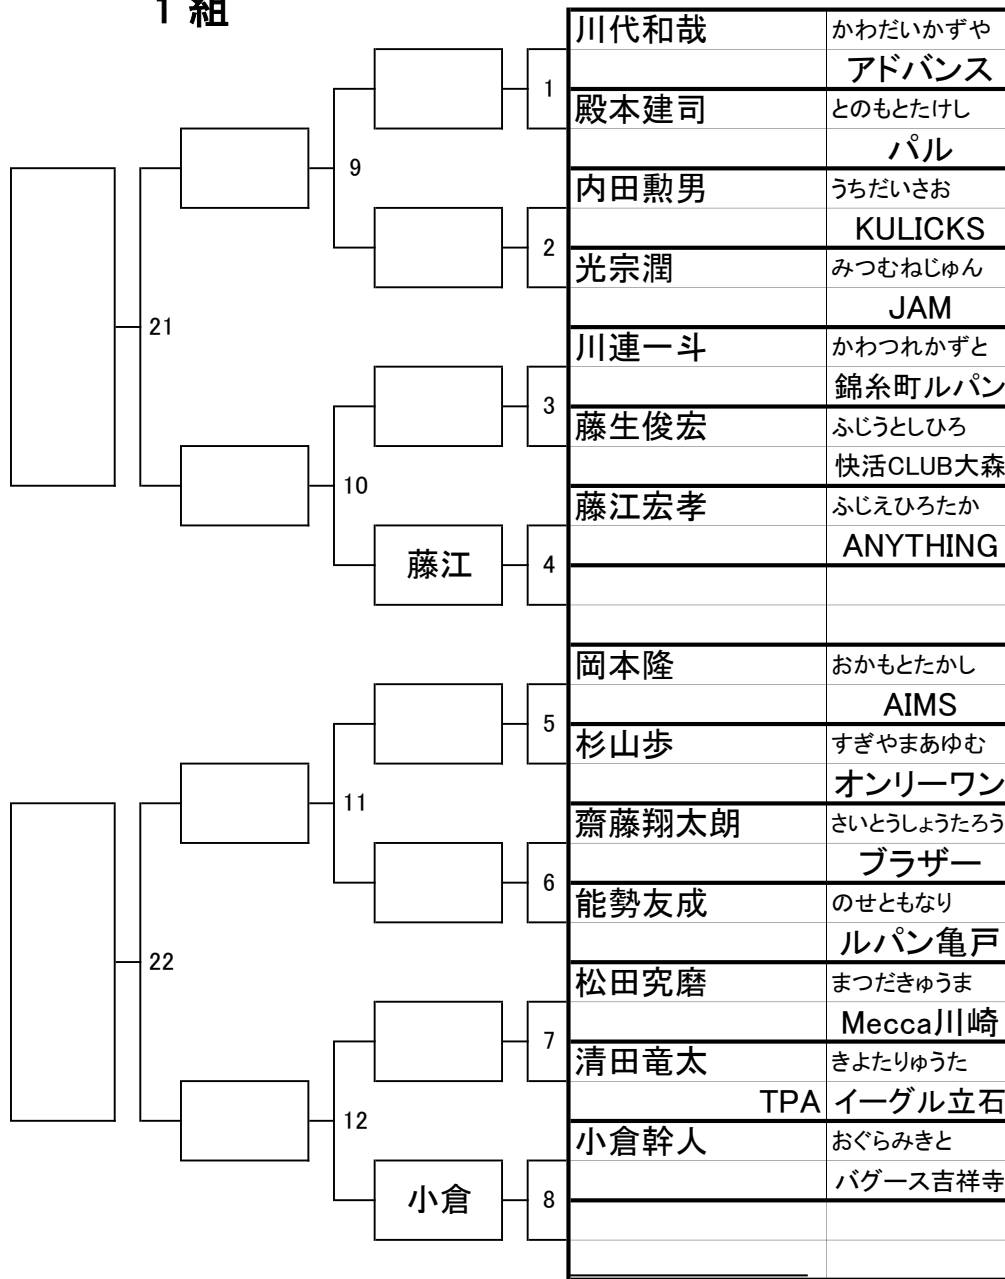 1組
川代和哉 かわだいかずや
アドバンス
1
殿本建司 とのもとたけし
パル
9
内田勲男 うちだいさお
KULICKS
2
光宗潤 みつむねじゅん
JAM
21
川連一斗 かわつれかずと
錦糸町ルパン
3
藤生俊宏 ふじうとしひろ
快活CLUB大森
10
藤江宏孝 ふじえひろたか
ANYTHING
藤江 4
岡本隆 おかもとたかし
AIMS
5
杉山歩 すぎやまあゆむ
オンリーワン
11
齋藤翔太朗 さいとうしょうたろう
ブラザー
6
能勢友成 のせともなり
ルパン亀戸
22
松田究磨 まつだきゅうま
Mecca川崎
7
清田竜太 きよたりゅうた
TPA イーグル立石
12
小倉幹人 おぐらみきと
バグース吉祥寺
小倉 8